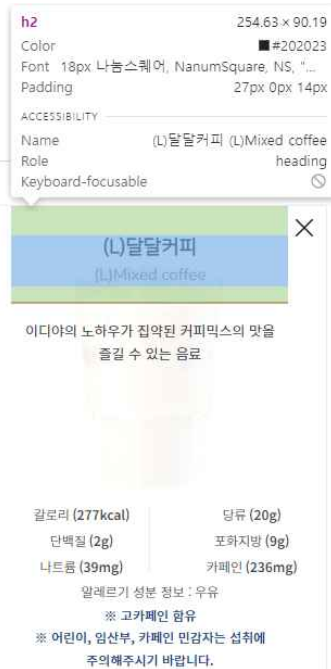 h2 254.63 × 90.19
Color #202023
Font 18px 나눔스퀘어, NanumSquare, NS, "...
Padding 27px 0px 14px
ACCESSIBILITY
Name (L)달달커피 (L)Mixed coffee
Role heading
Keyboard-focusable
(L)달달커피
(L)Mixed coffee
이디야의 노하우가 집약된 커피믹스의 맛을
즐길 수 있는 음료
갈로리 (277kcal) 당류 (20g)
단백질 (2g) 포화지방 (9g)
나트륨 (39mg) 카페인 (236mg)
알레르기 성분 정보 : 우유
※ 고카페인 함유
※ 어린이, 임산부, 카페인 민감자는 섭취에
주의해주시기 바랍니다.